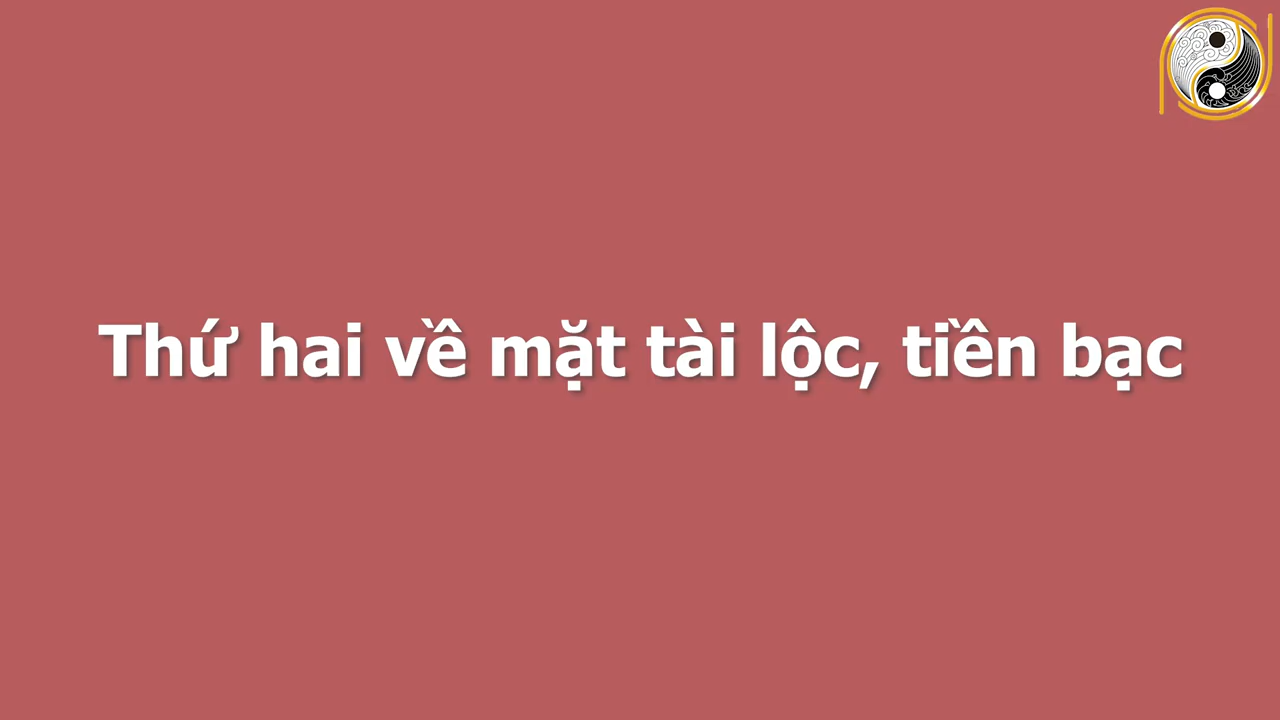 Thứ hai về mặt tài lộc, tiền bạc